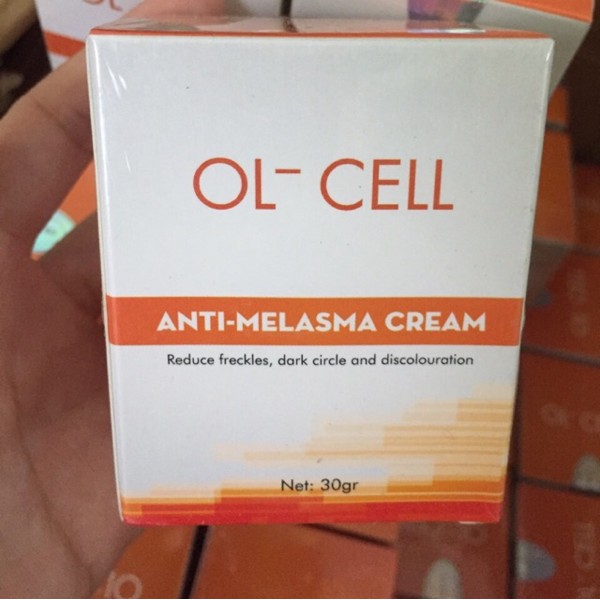 OL- CELL
ANTI-MELASMA CREAM
Reduce freckles, dark circle and discolouration
Net: 30gr